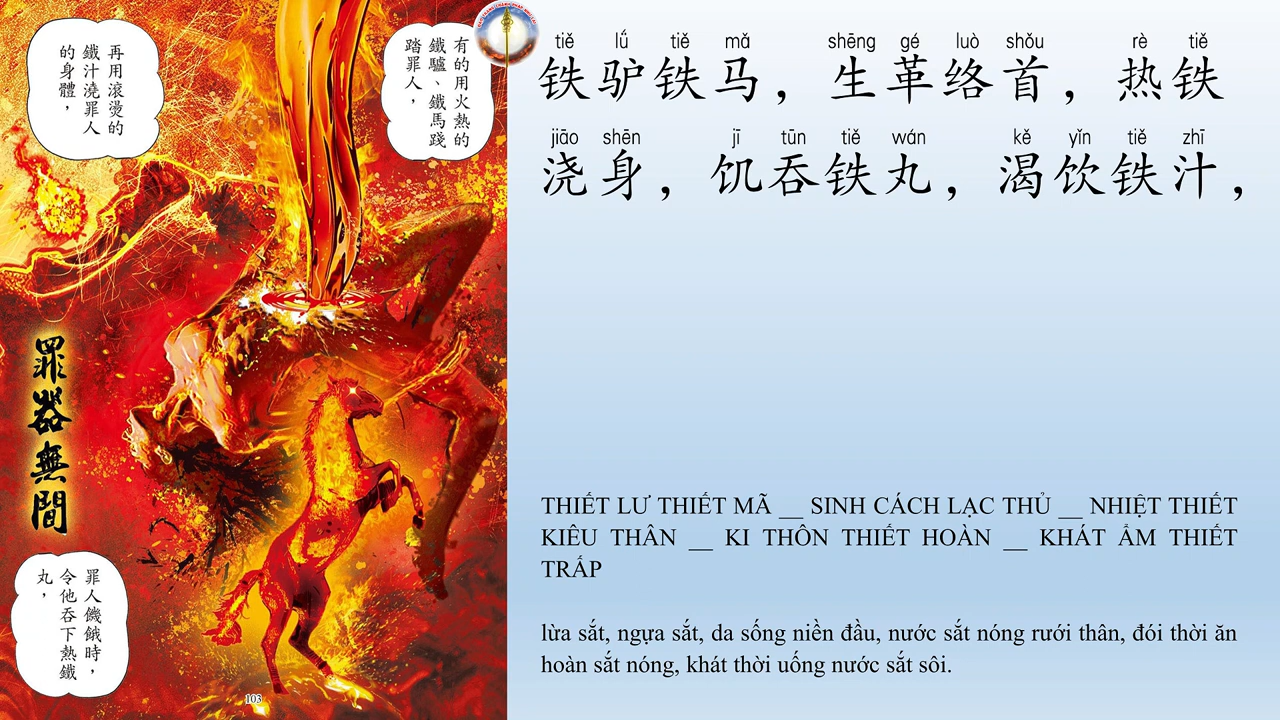 有的用火熱的
鐵驢、鐵馬踐
踏罪人，
再用滾燙的
鐵汁澆罪人
的身體，
罪器無間
罪人饑餓時，
令他吞下熱鐵
丸，
103
tiě lǘ tiě mǎ shēng gé luò shǒu rè tiě
铁驴铁马，生革络首，热铁
jiāo shēn jī tūn tiě wán kě yǐn tiě zhī
浇身，饥吞铁丸，渴饮铁汁，
THIẾT LƯ THIẾT MÃ __ SINH CÁCH LẠC THỦ __ NHIỆT THIẾT
KIÊU THÂN __ KI THÔN THIẾT HOÀN __ KHÁT ẨM THIẾT
TRẤP
lừa sắt, ngựa sắt, da sống niền đầu, nước sắt nóng rưới thân, đói thời ăn
hoàn sắt nóng, khát thời uống nước sắt sôi.